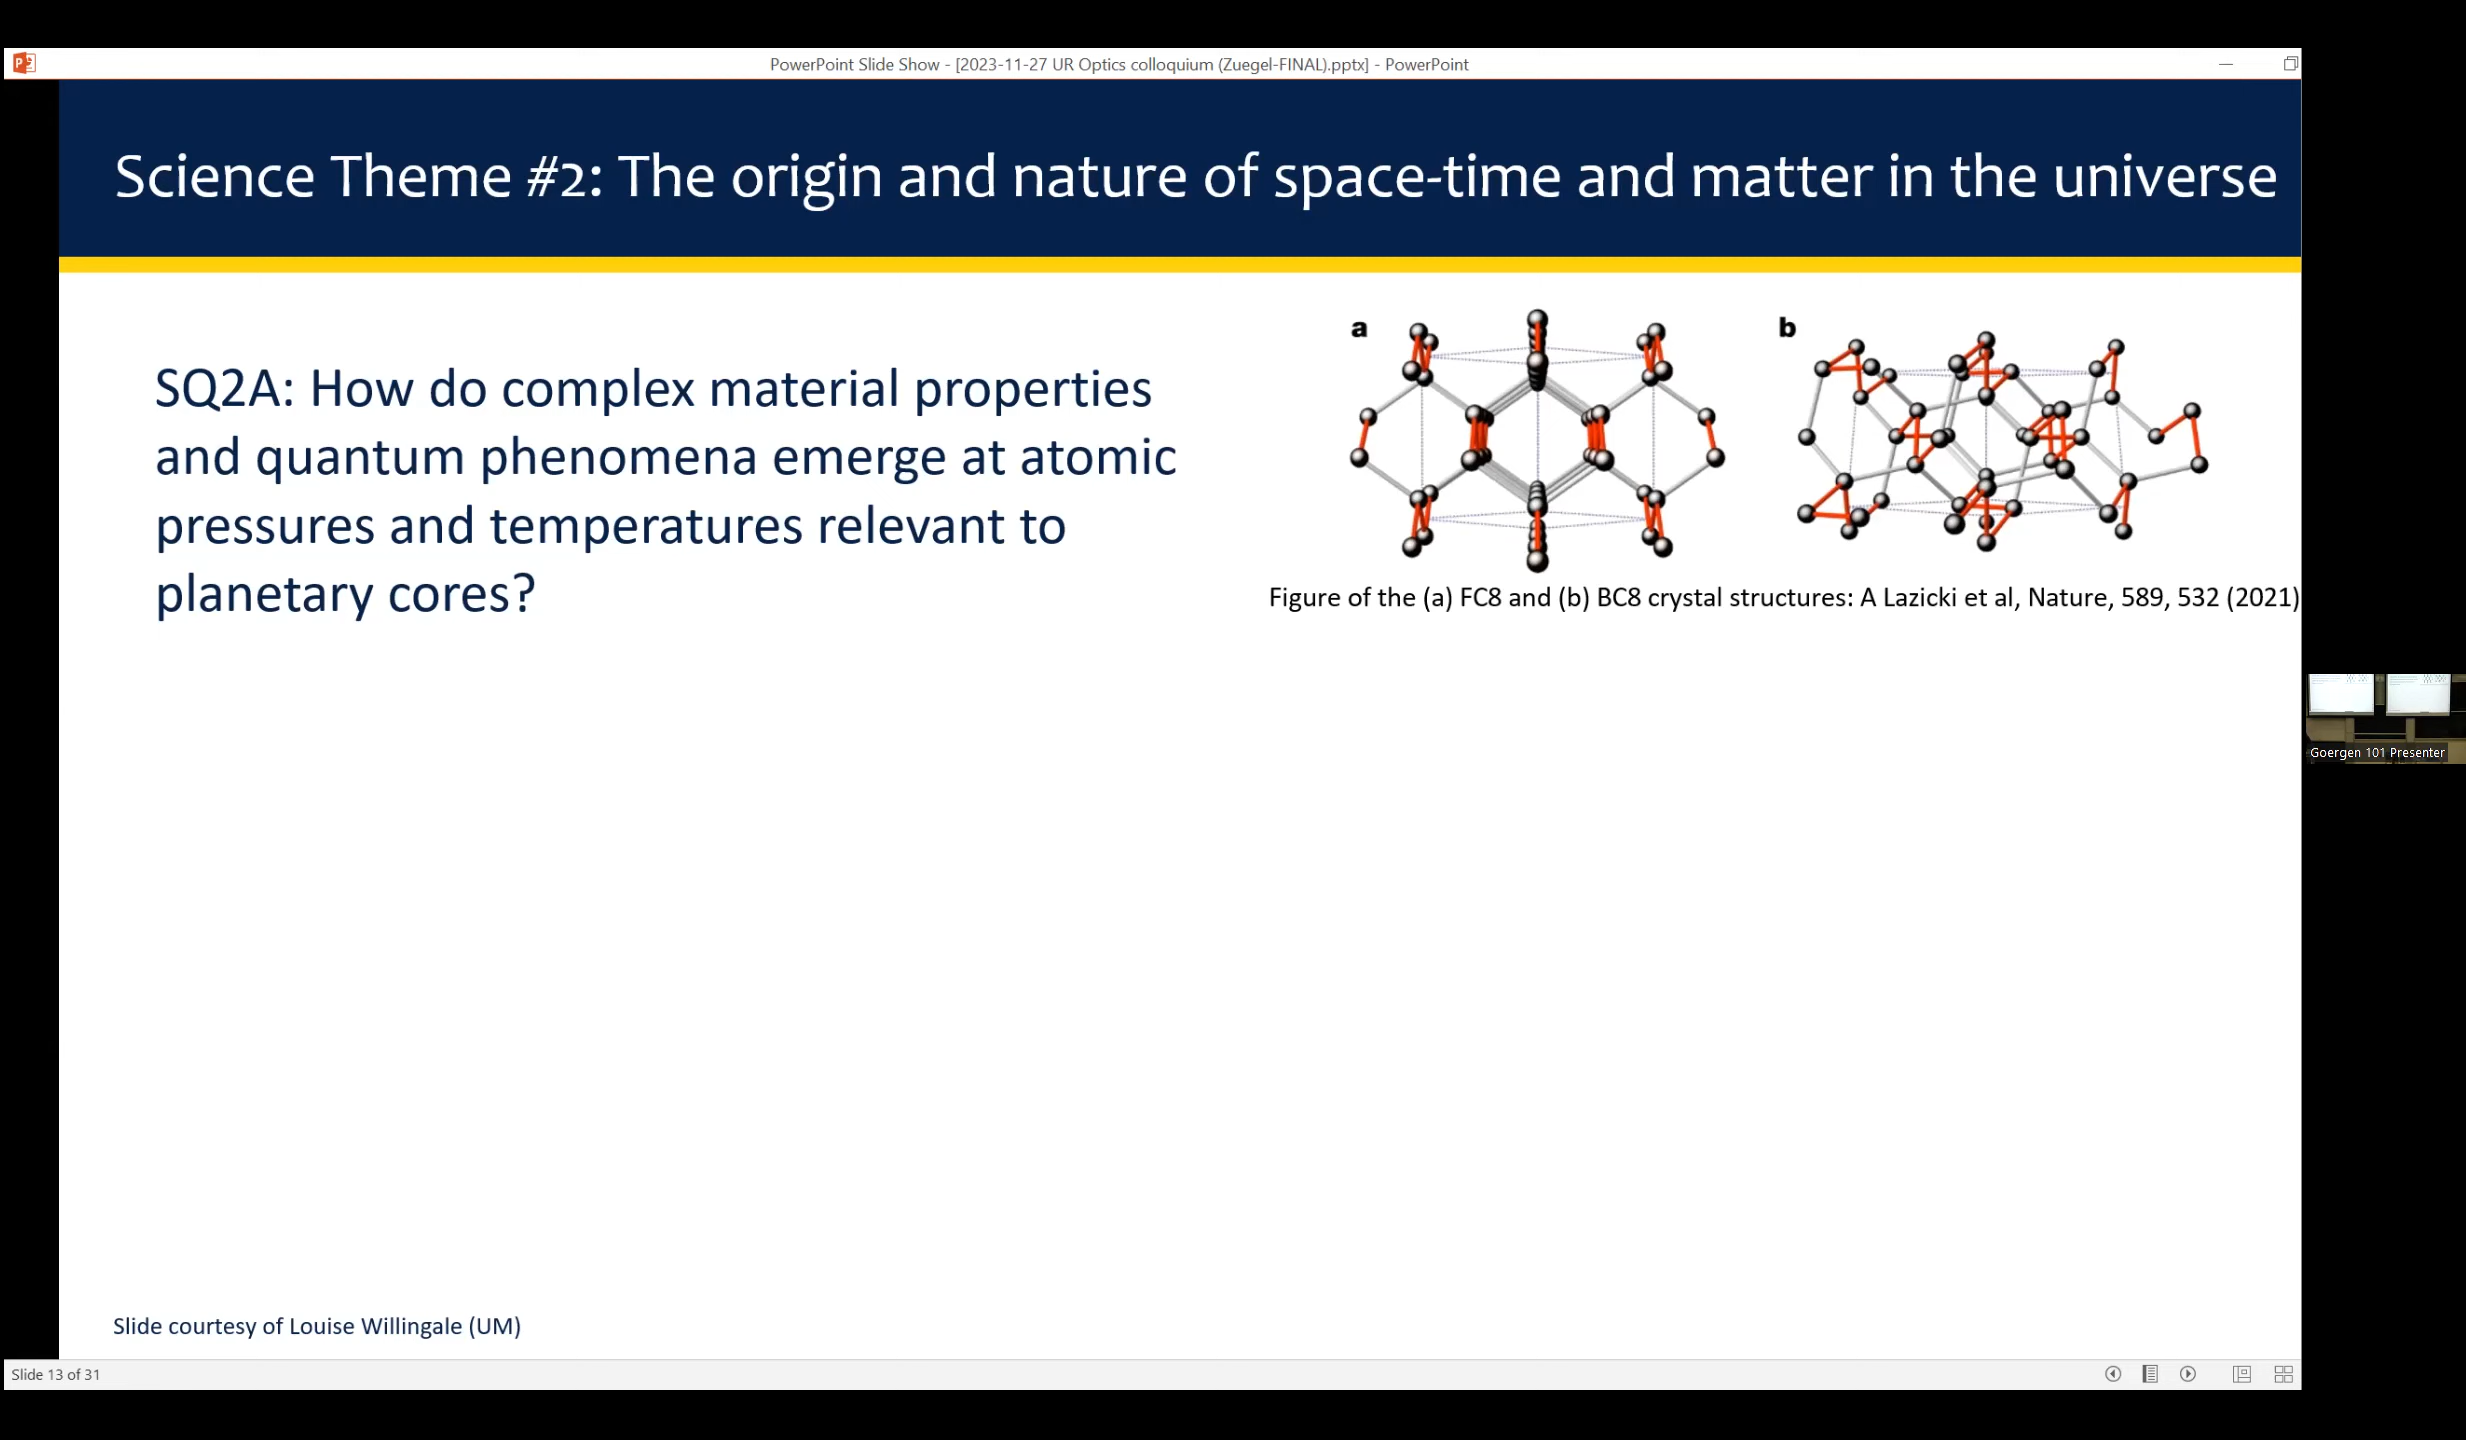 PowerPoint Slide Show - [2023-11-27 UR Optics colloquium (Zuegel-FINAL).pptx] - PowerPoint
Science Theme #2: The origin and nature of space-time and matter in the universe
SQ2A: How do complex material properties
and quantum phenomena emerge at atomic
pressures and temperatures relevant to
planetary cores?
a
b
Figure of the (a) FC8 and (b) BC8 crystal structures: A Lazicki et al, Nature, 589, 532 (2021)
Goergen 101 Presenter
Slide courtesy of Louise Willingale (UM)
Slide 13 of 31